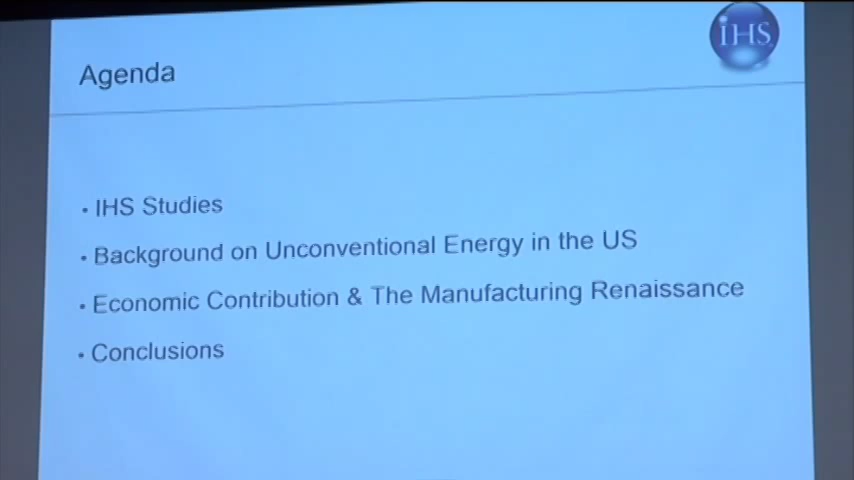 IHS
Agenda
• IHS Studies
• Background on Unconventional Energy in the US
• Economic Contribution & The Manufacturing Renaissance
• Conclusions